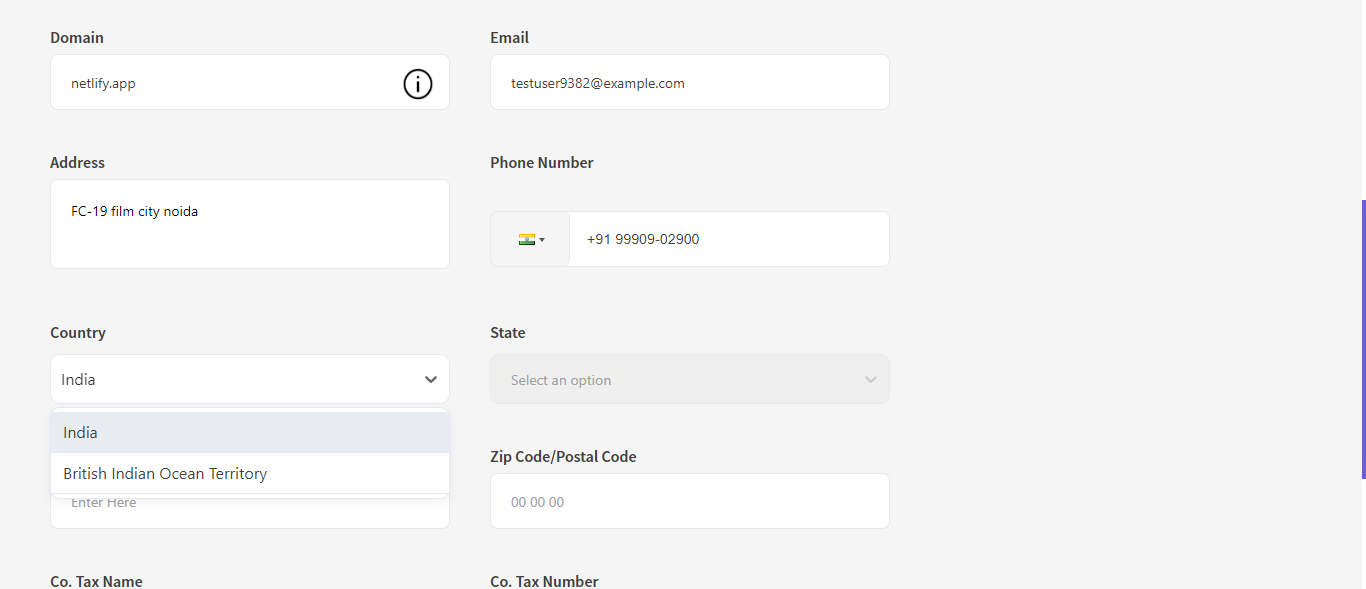 Domain
Email
netlify.app
testuser9382@example.com
Address
Phone Number
FC-19 film city noida
+91 99909-02900
Country
State
India
Select an option
India
British Indian Ocean Territory
Zip Code/Postal Code
Enter Here
00 00 00
Co. Tax Name
Co. Tax Number